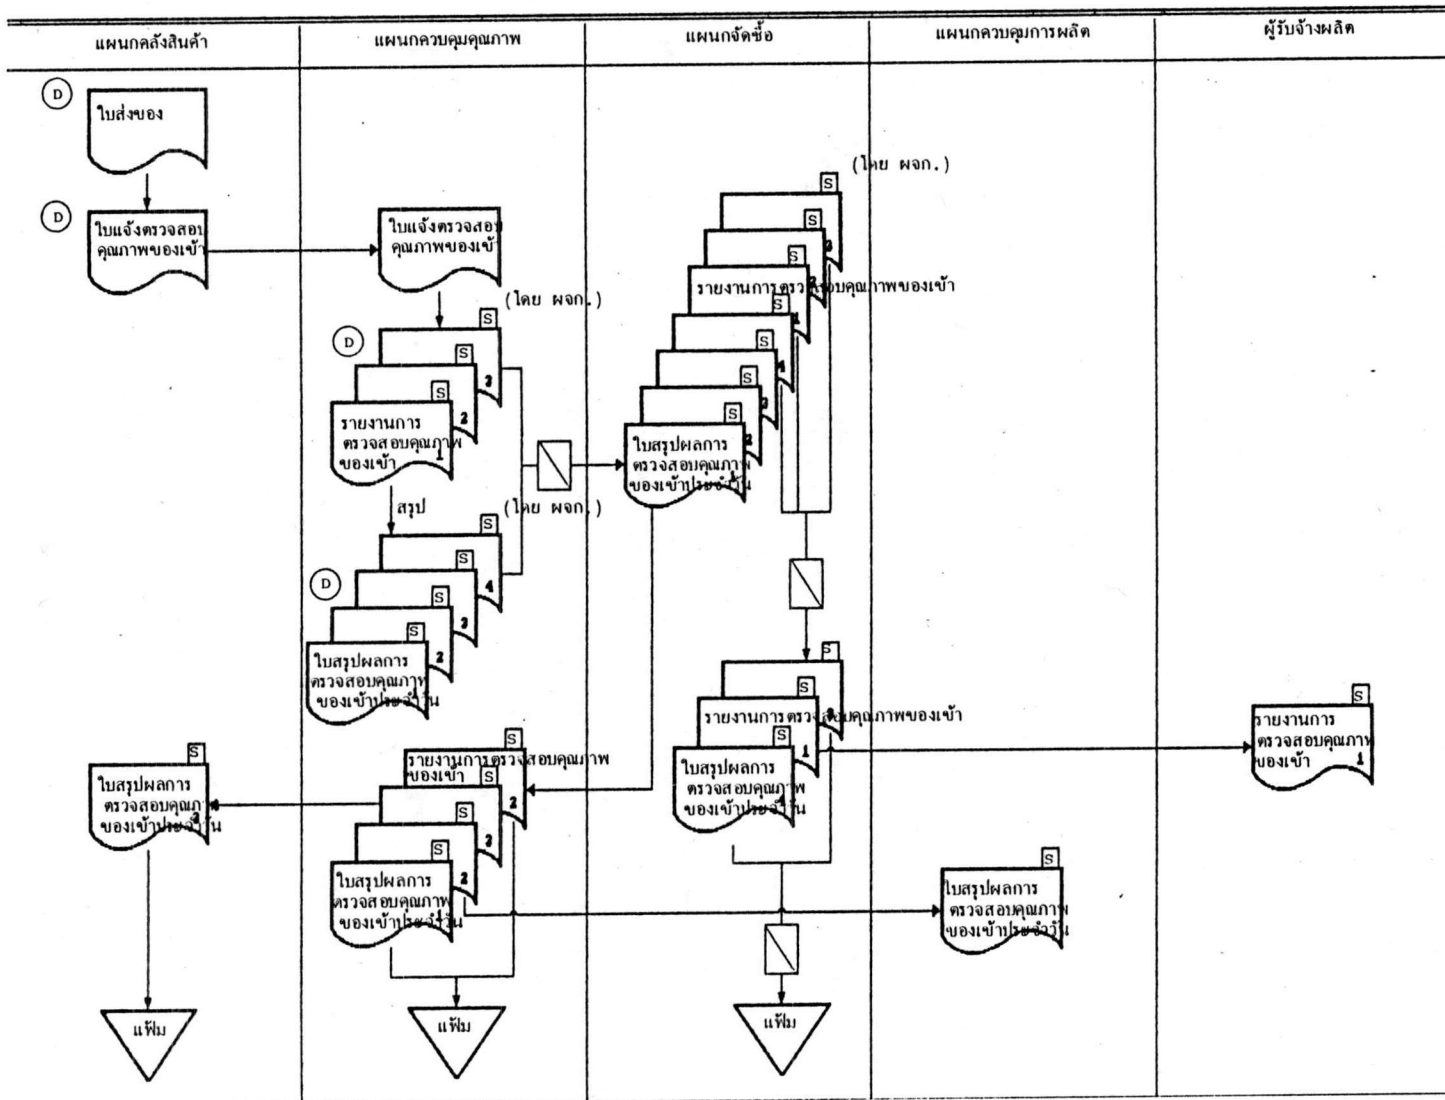 แผนกคลังสินค้า
แผนกควบคุมคุณภาพ
แผนกจัดซื้อ
แผนกควบคุมการผลิต
ผู้รับจ้างผลิต
D
ใบส่งของ
D
ใบแจ้งตรวจสอบ
คุณภาพของเข้า
ใบแจ้งตรวจสอบ
คุณภาพของเข้า
(โดย ผจก.)
S
D
S
3
S
2
รายงานการ
ตรวจสอบคุณภาพ
ของเข้า 1
สรุป
(โดย ผจก.)
S
4
D
S
3
S
2
S
ใบสรุปผลการ
ตรวจสอบคุณภาพ
ของเข้าประจำวัน
(โดย ผจก.)
S
3
S
2
S
รายงานการตรวจสอบคุณภาพของเข้า
1
S
4
S
3
S
2
S
ใบสรุปผลการ
ตรวจสอบคุณภาพ
ของเข้าประจำวัน
S
S
รายงานการตรวจสอบคุณภาพของเข้า
1
S
ใบสรุปผลการ
ตรวจสอบคุณภาพ
ของเข้าประจำวัน
S
รายงานการ
ตรวจสอบคุณภาพ
ของเข้า 1
S
รายงานการตรวจสอบคุณภาพ
ของเข้า
2
S
3
S
2
S
ใบสรุปผลการ
ตรวจสอบคุณภาพ
ของเข้าประจำวัน
S
ใบสรุปผลการ
ตรวจสอบคุณภาพ
ของเข้าประจำวัน
S
ใบสรุปผลการ
ตรวจสอบคุณภาพ
ของเข้าประจำวัน
แฟ้ม
แฟ้ม
แฟ้ม